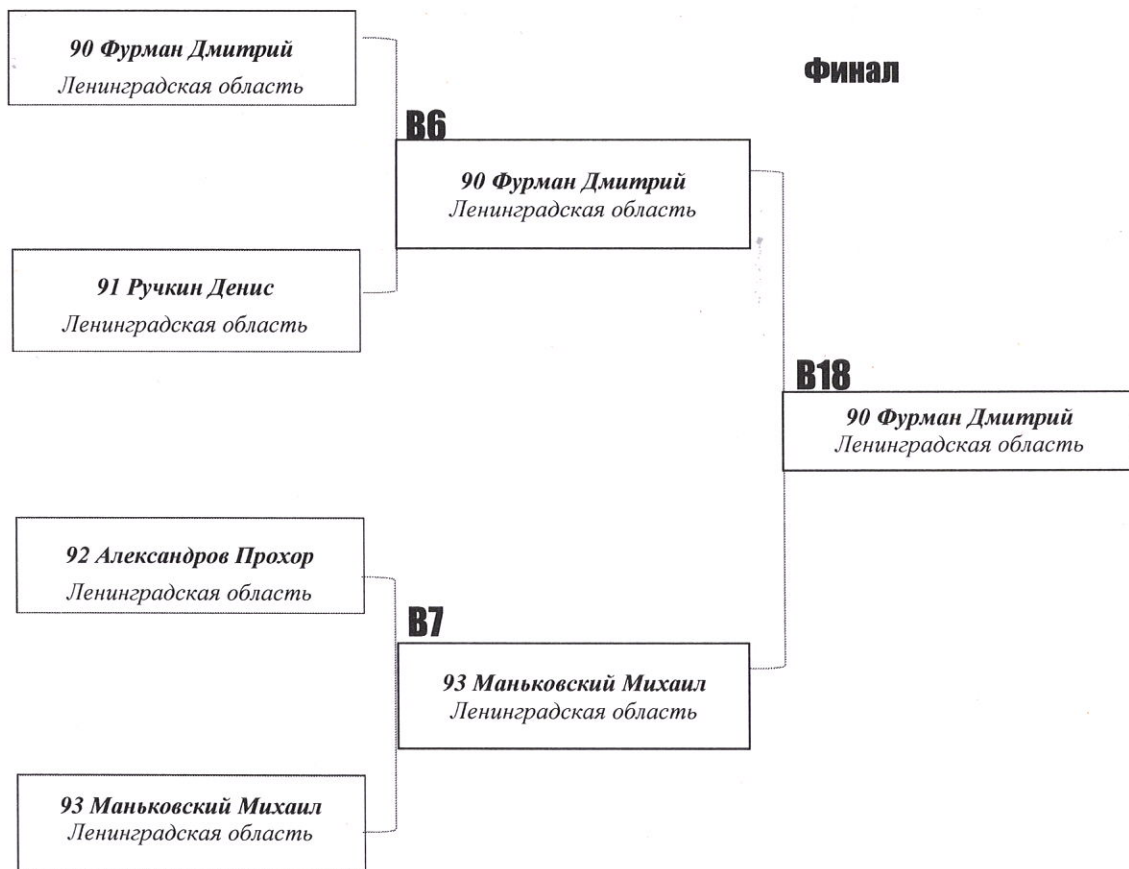 90 Фурман Дмитрий
Ленинградская область
Финал
B6
90 Фурман Дмитрий
Ленинградская область
91 Ручкин Денис
Ленинградская область
B18
90 Фурман Дмитрий
Ленинградская область
92 Александров Прохор
Ленинградская область
B7
93 Маньковский Михаил
Ленинградская область
93 Маньковский Михаил
Ленинградская область